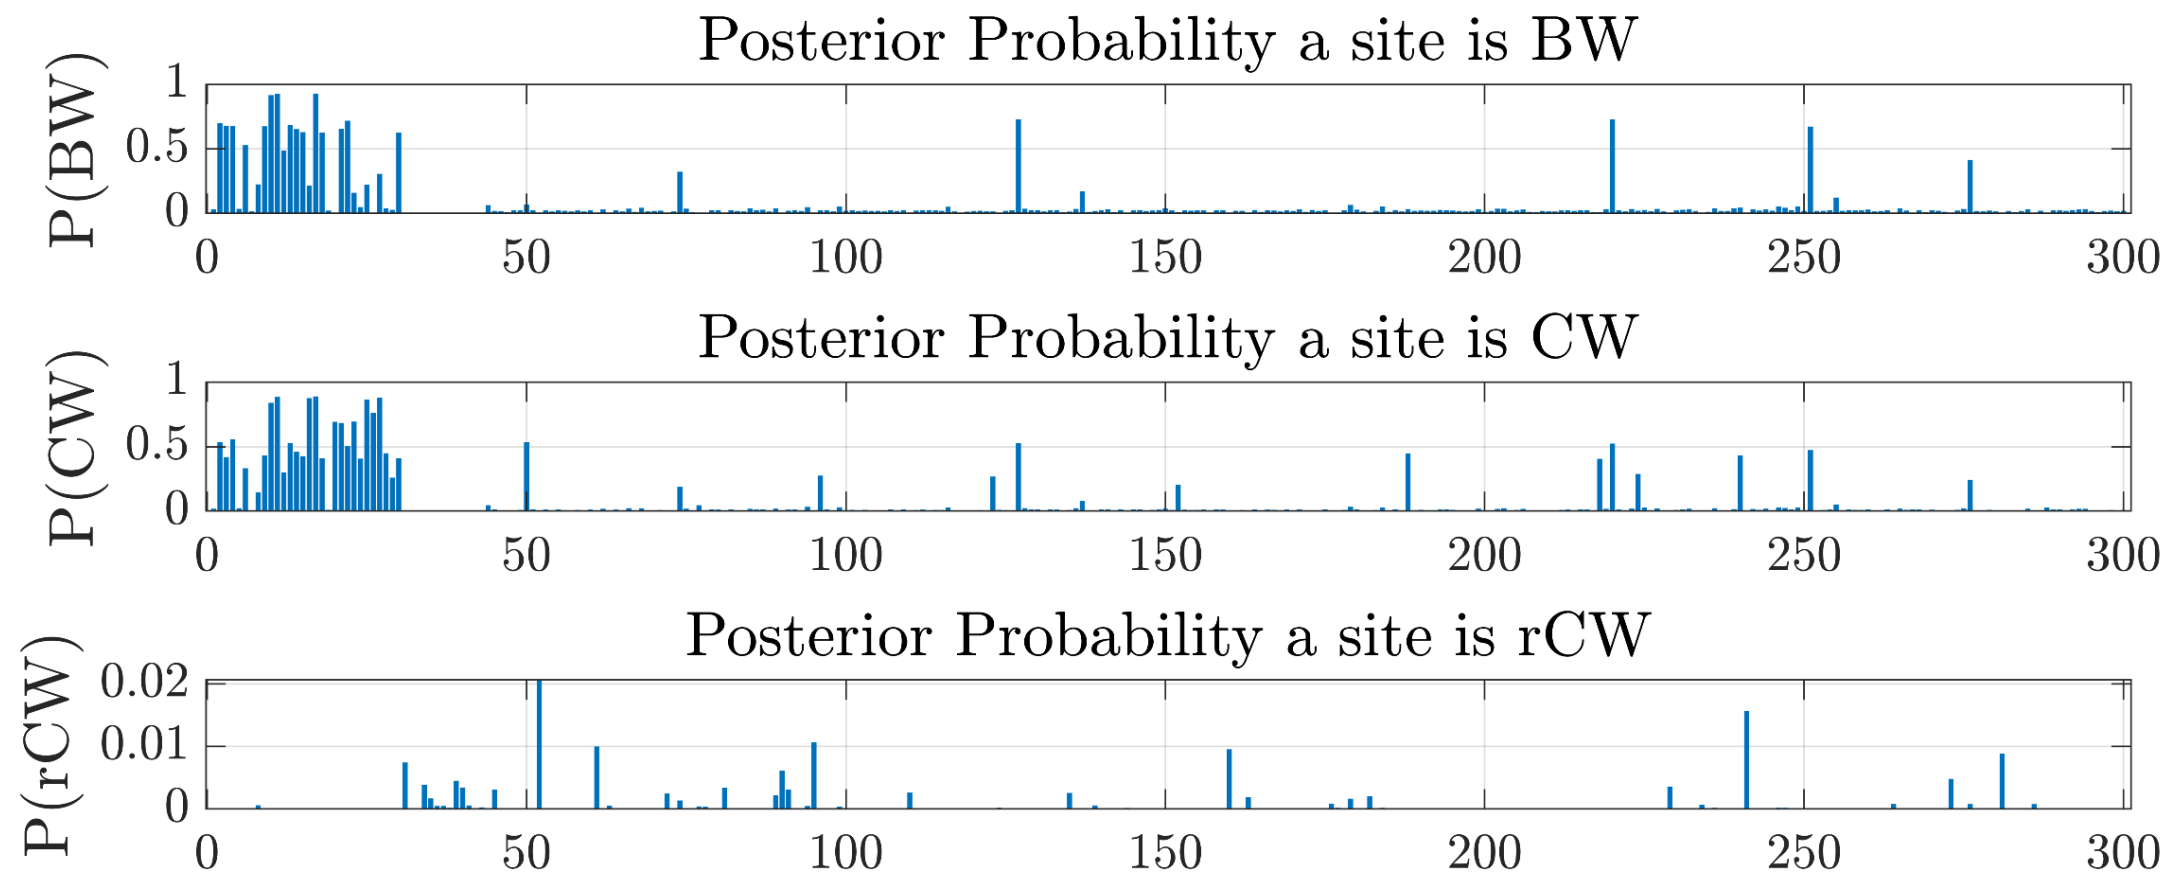 Posterior Probability a site is BW
P(BW)
1
0.5
0
0 50 100 150 200 250 300
Posterior Probability a site is CW
P(CW)
1
0.5
0
0 50 100 150 200 250 300
Posterior Probability a site is rCW
P(rCW)
0.02
0.01
0
0 50 100 150 200 250 300